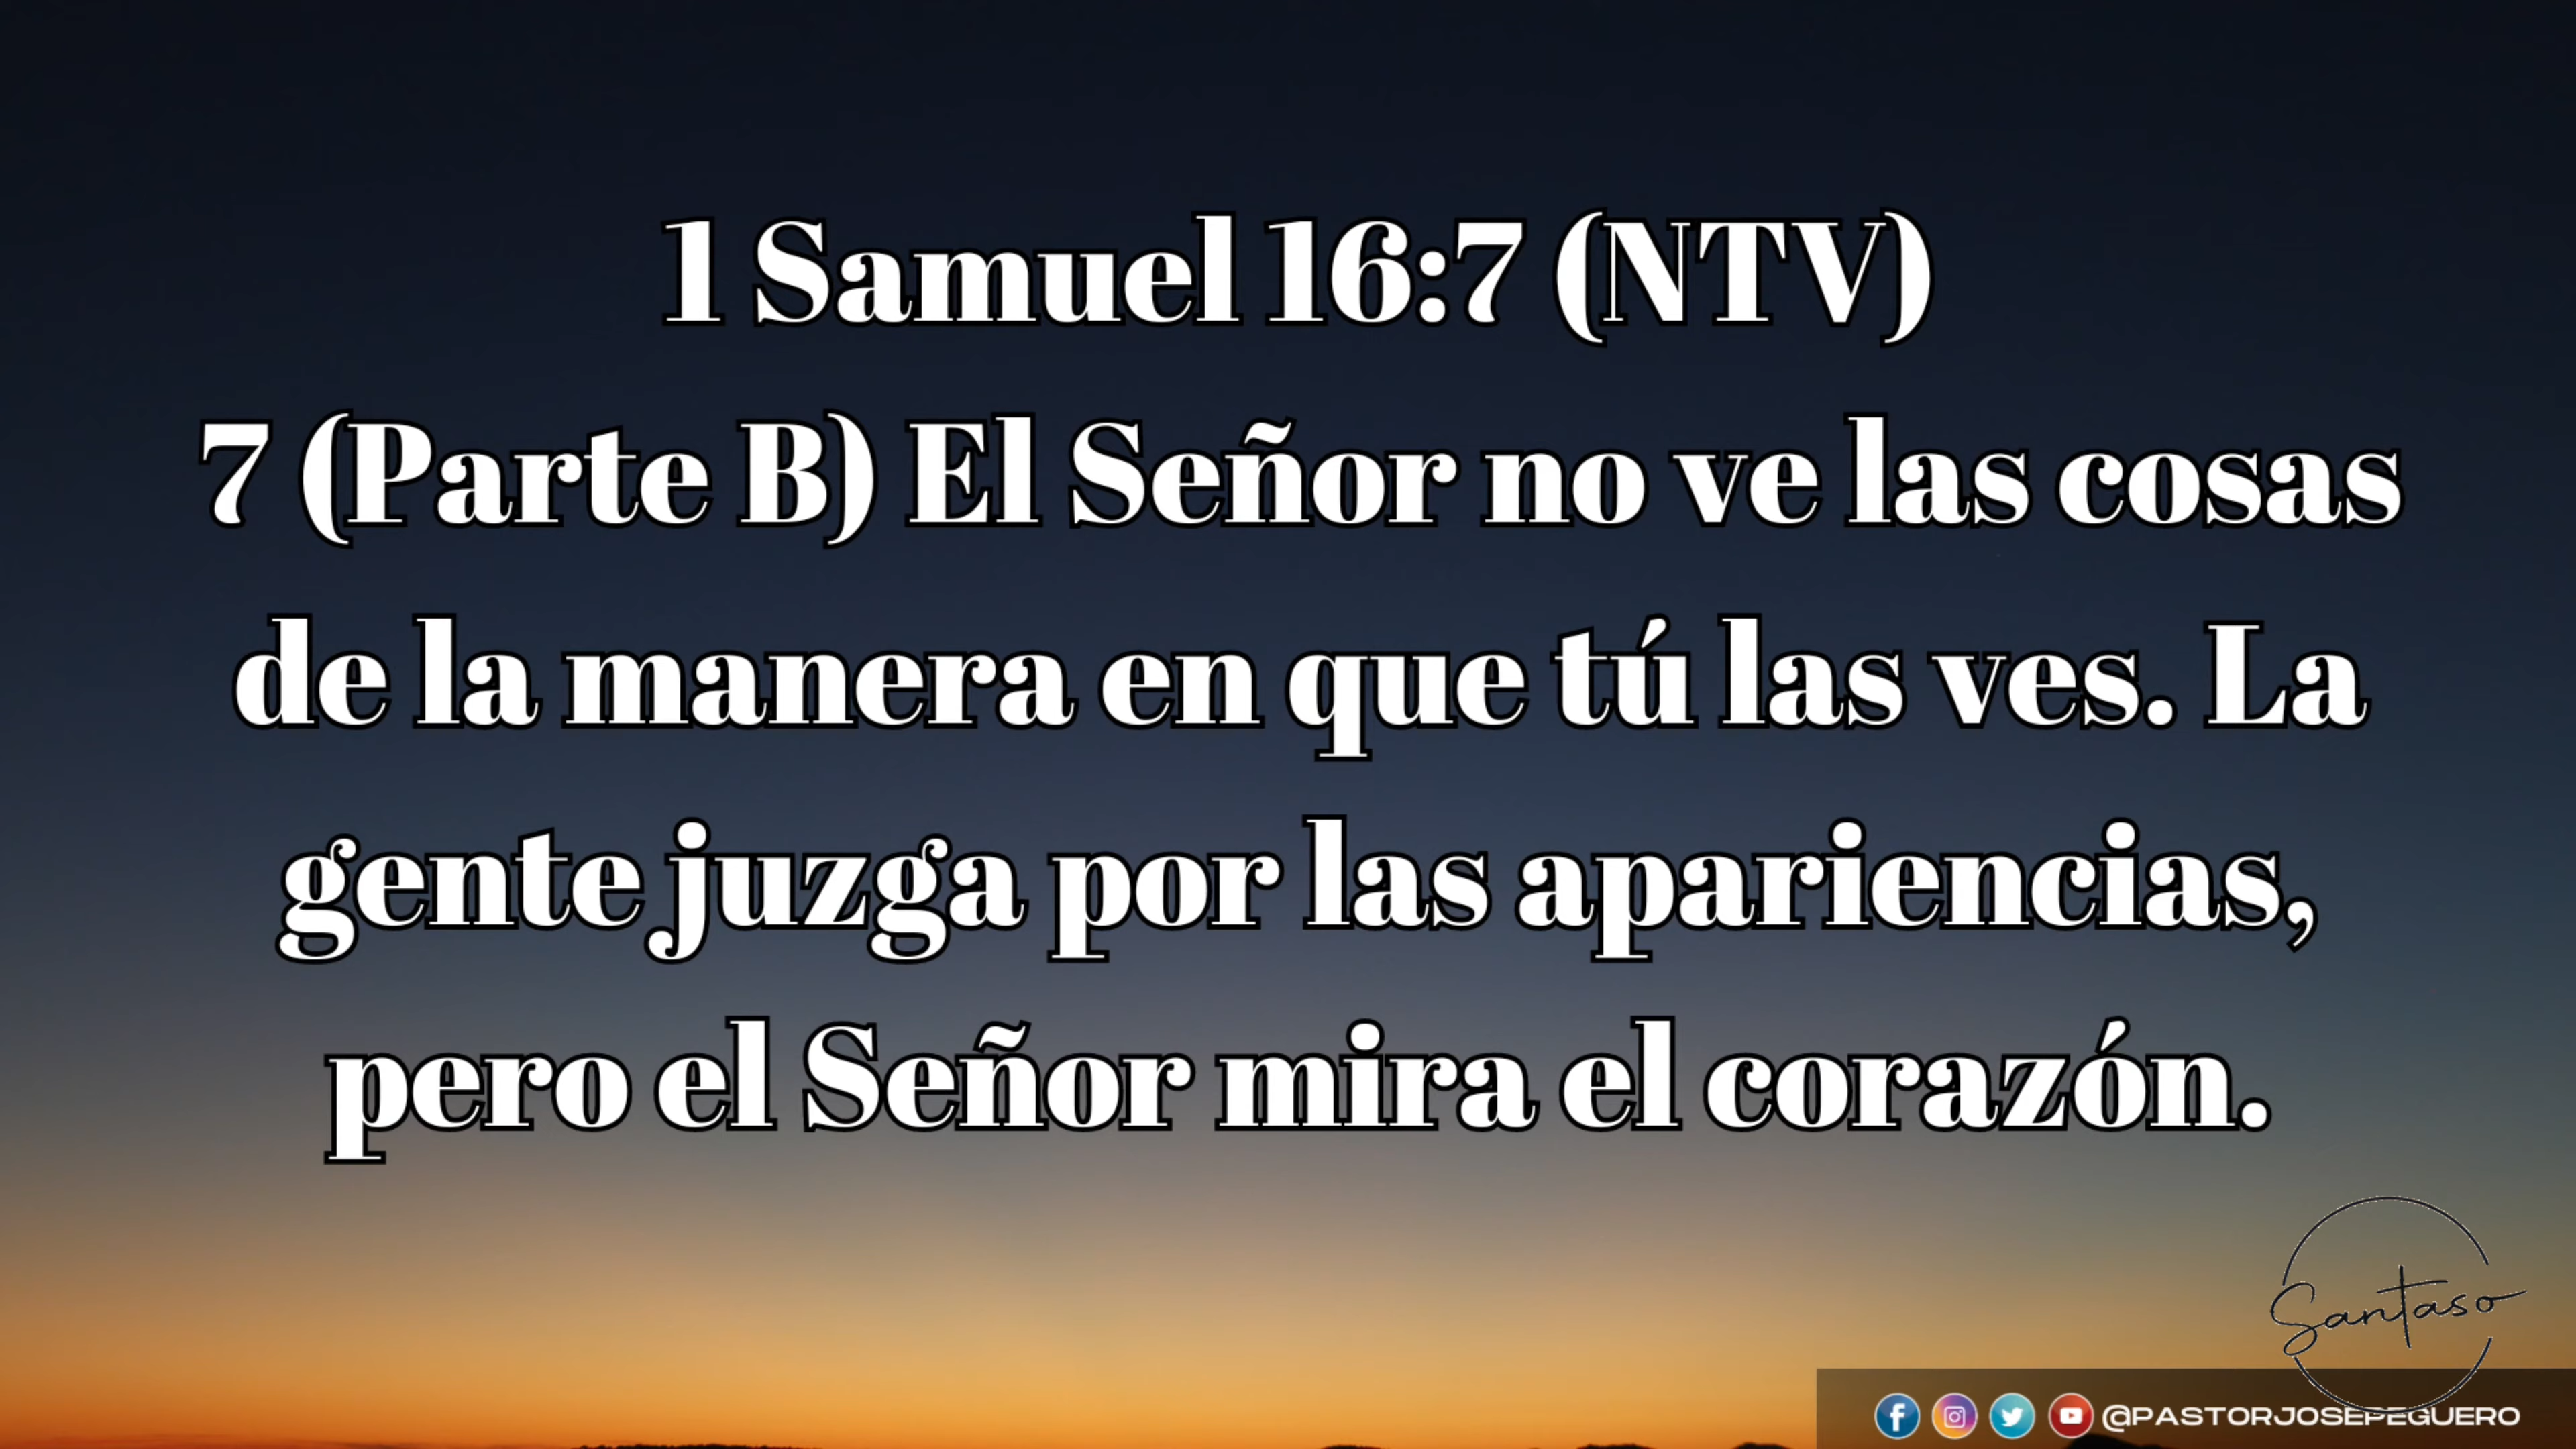 1 Samuel 16:7 (NTV)
7 (Parte B) El Señor no ve las cosas
de la manera en que tú las ves. La
gente juzga por las apariencias,
pero el Señor mira el corazón.
Santaso
@PASTORJOSEPEGUERO